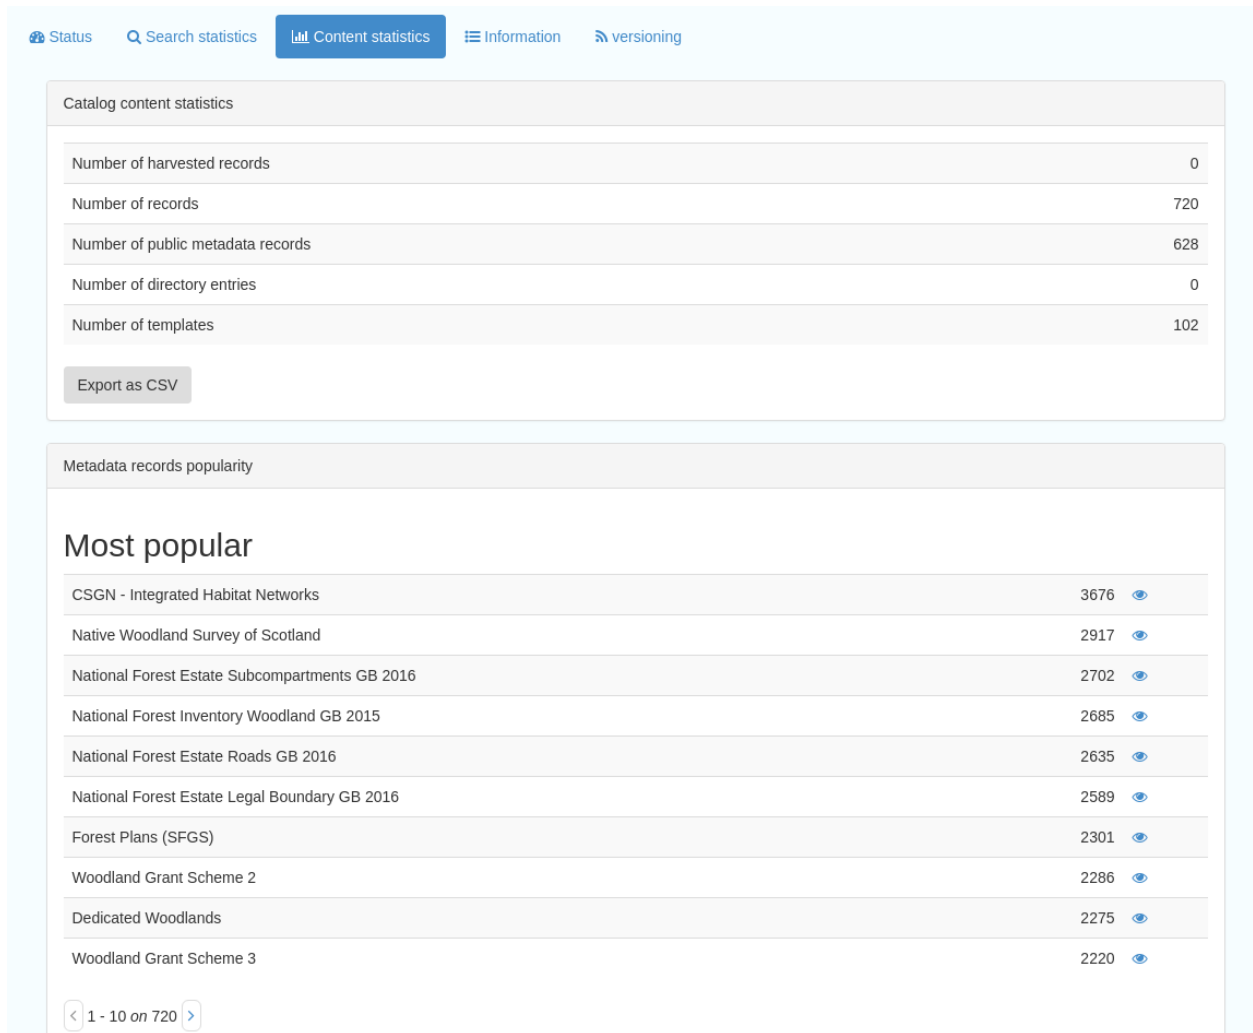 Status Search statistics Content statistics Information versioning
Catalog content statistics
Number of harvested records 0
Number of records 720
Number of public metadata records 628
Number of directory entries 0
Number of templates 102
Export as CSV
Metadata records popularity
Most popular
CSGN - Integrated Habitat Networks 3676
Native Woodland Survey of Scotland 2917
National Forest Estate Subcompartments GB 2016 2702
National Forest Inventory Woodland GB 2015 2685
National Forest Estate Roads GB 2016 2635
National Forest Estate Legal Boundary GB 2016 2589
Forest Plans (SFGS) 2301
Woodland Grant Scheme 2 2286
Dedicated Woodlands 2275
Woodland Grant Scheme 3 2220
1 - 10 on 720